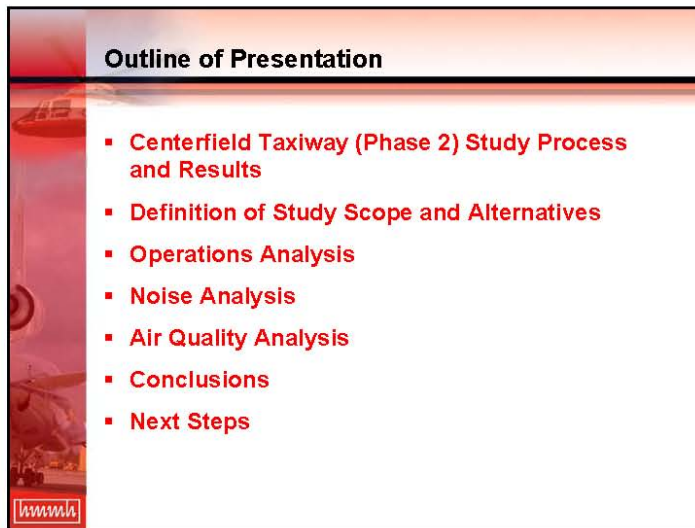 Outline of Presentation
▪ Centerfield Taxiway (Phase 2) Study Process
and Results
▪ Definition of Study Scope and Alternatives
▪ Operations Analysis
▪ Noise Analysis
▪ Air Quality Analysis
▪ Conclusions
▪ Next Steps
hmmh